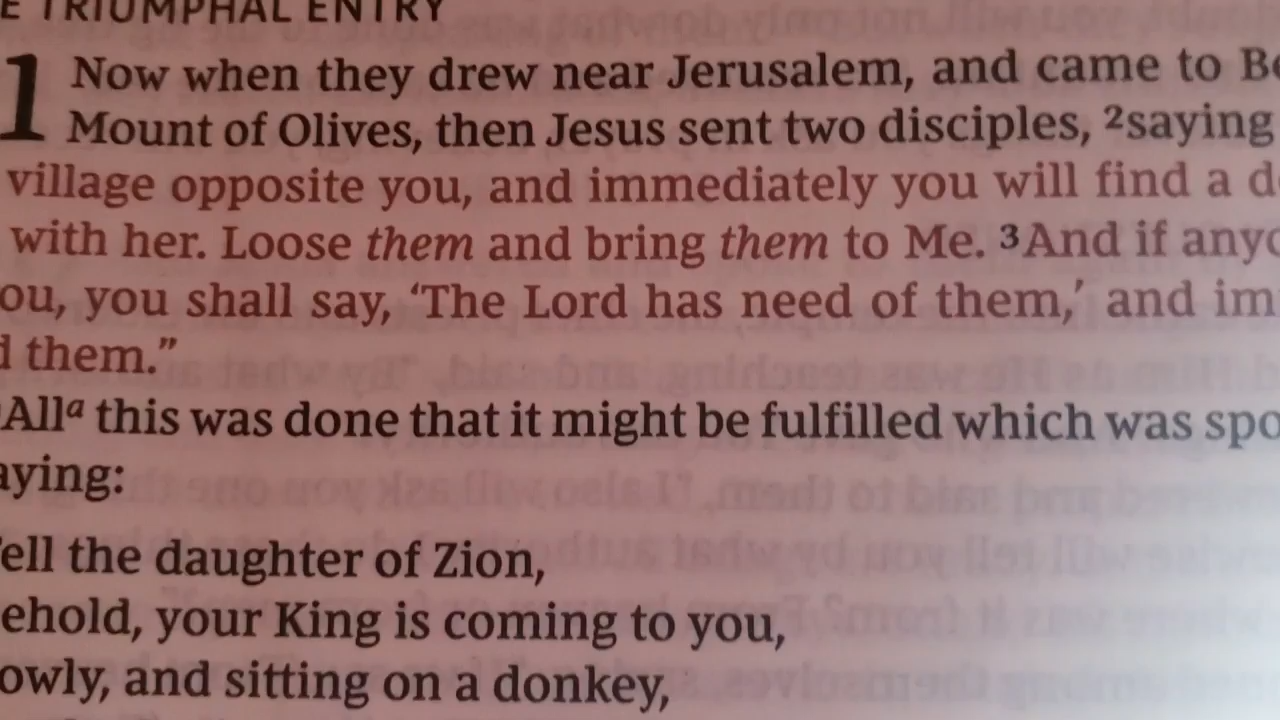 E TRIUMPHAL ENTRY
1 Now when they drew near Jerusalem, and came to Be
Mount of Olives, then Jesus sent two disciples, ²saying
village opposite you, and immediately you will find a d
with her. Loose them and bring them to Me. ³And if anyo
ou, you shall say, ‘The Lord has need of them,’ and im
d them.”
Allᵃ this was done that it might be fulfilled which was spo
aying:
ell the daughter of Zion,
ehold, your King is coming to you,
owly, and sitting on a donkey,